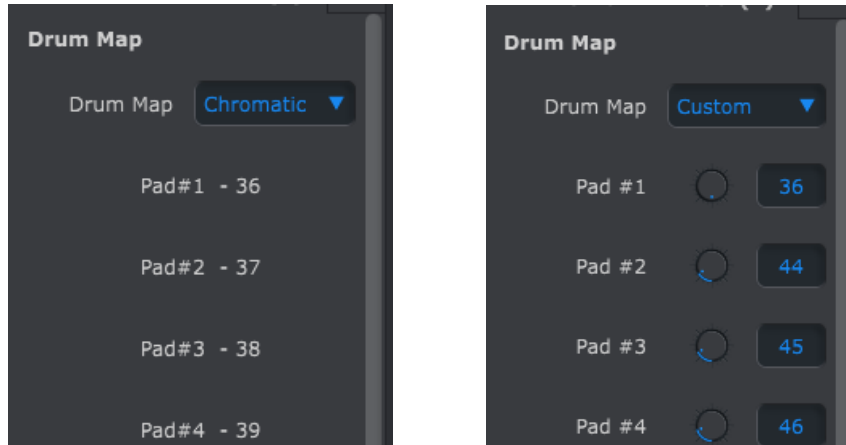 Drum Map
Drum Map Chromatic
Pad#1 - 36
Pad#2 - 37
Pad#3 - 38
Pad#4 - 39
Drum Map
Drum Map Custom
Pad #1 36
Pad #2 44
Pad #3 45
Pad #4 46